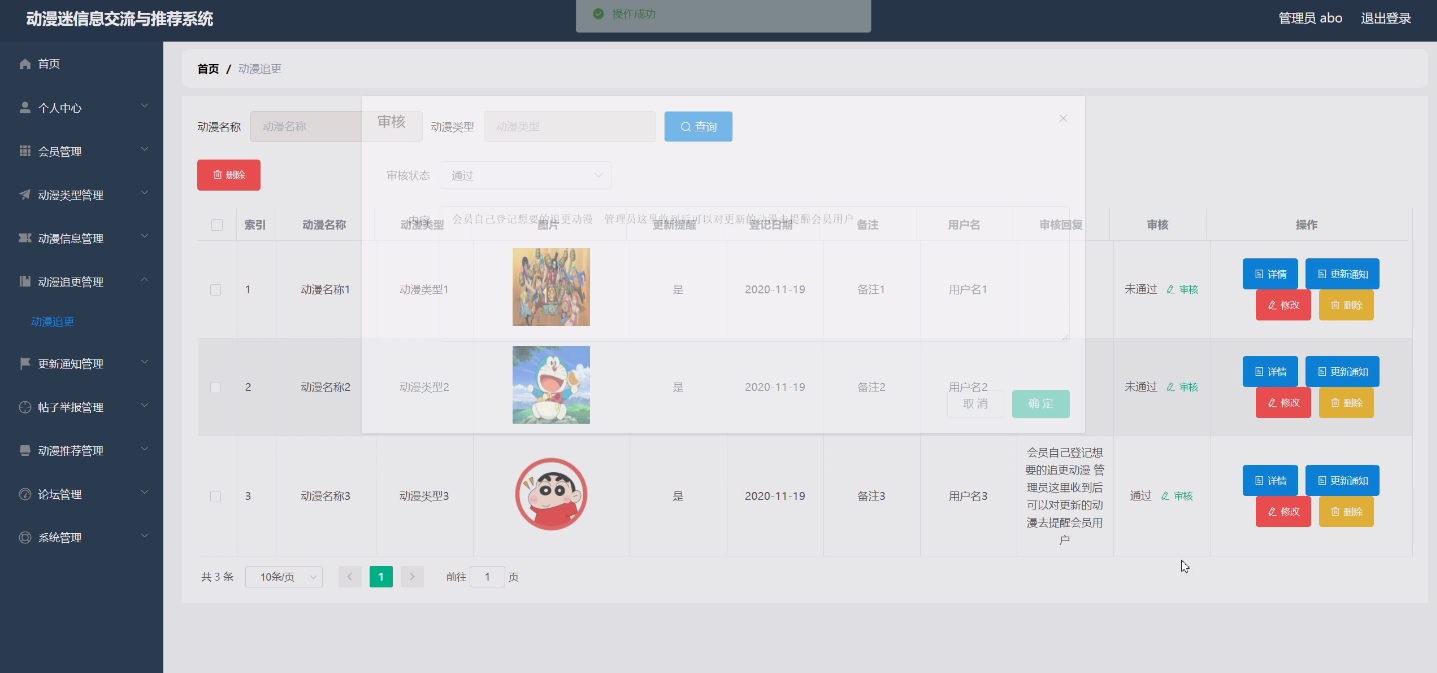 动漫迷信息交流与推荐系统
操作成功
管理员 abo 退出登录
首页
个人中心
会员管理
动漫类型管理
动漫信息管理
动漫追更管理
动漫追更
更新通知管理
帖子举报管理
动漫推荐管理
论坛管理
系统管理
首页 / 动漫追更
动漫名称 动漫名称 动漫类型 动漫类型 查询
审核
审核状态 通过
内容 会员自己登记想要的追更动漫 管理员这里收到后可以对更新的动漫去提醒会员用户
取 消 确 定
删除
索引 动漫名称 动漫类型 图片 更新提醒 登记日期 备注 用户名 审核回复 审核 操作
1 动漫名称1 动漫类型1 是 2020-11-19 备注1 用户名1 未通过 审核 详情 更新通知
修改 删除
2 动漫名称2 动漫类型2 是 2020-11-19 备注2 用户名2 未通过 审核 详情 更新通知
修改 删除
3 动漫名称3 动漫类型3 是 2020-11-19 备注3 用户名3
会员自己登记想
要的追更动漫 管
理员这里收到后
可以对更新的动
漫去提醒会员用
户
通过 审核 详情 更新通知
修改 删除
共 3 条 10条/页 1 前往 1 页